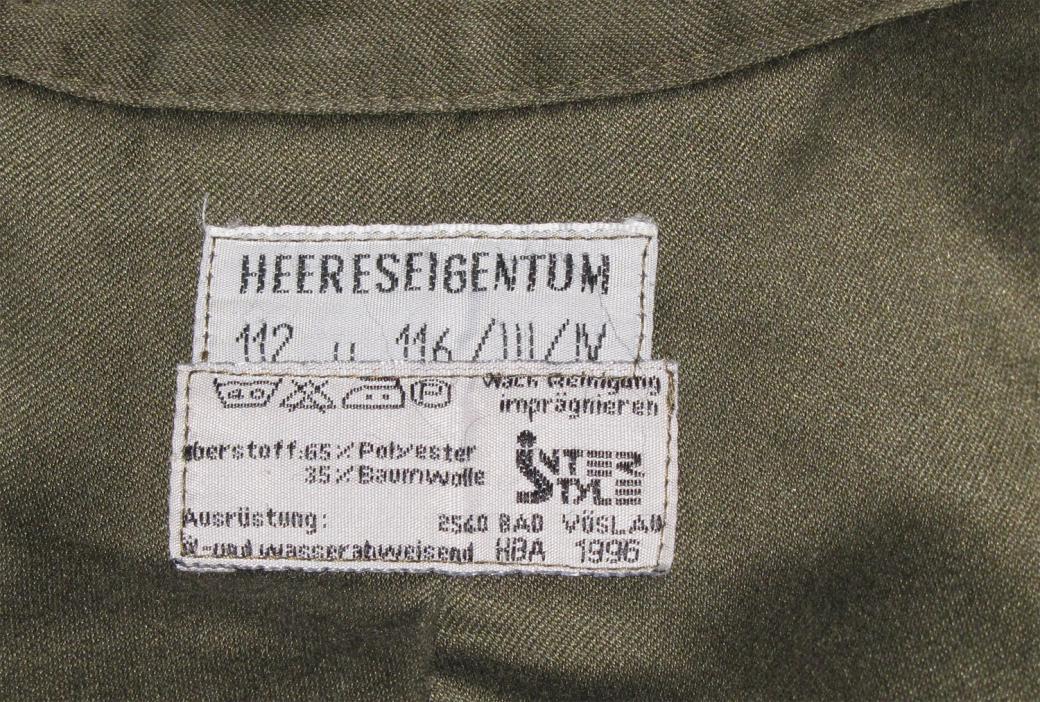 HEERESEIGENTUM
112 u 116/III/IV
Nach Reinigung
imprägnieren
berstoff:65%Polyester
35%Baumwolle
iNTER
STYLE
Ausrüstung:
2540 BAD VÖSLAU
Öl-und wasserabweisend
HBA 1996